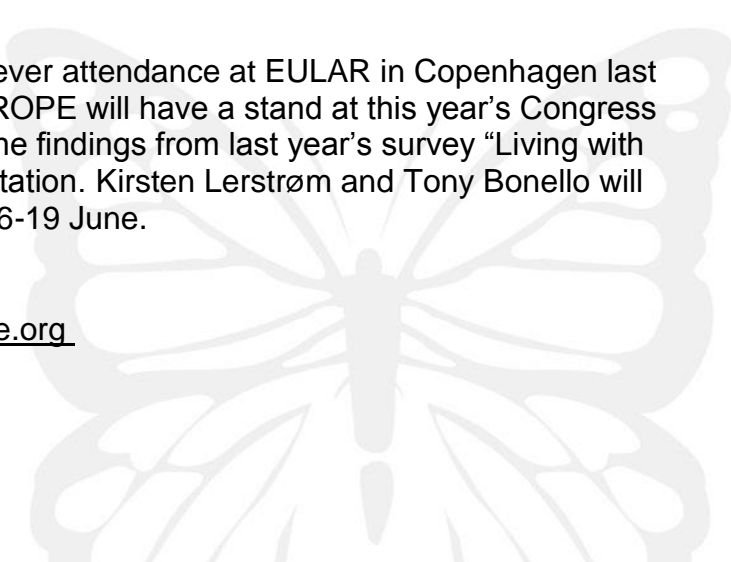 ever attendance at EULAR in Copenhagen last
ROPE will have a stand at this year’s Congress
he findings from last year’s survey “Living with
tation. Kirsten Lerstrøm and Tony Bonello will
6-19 June.
e.org